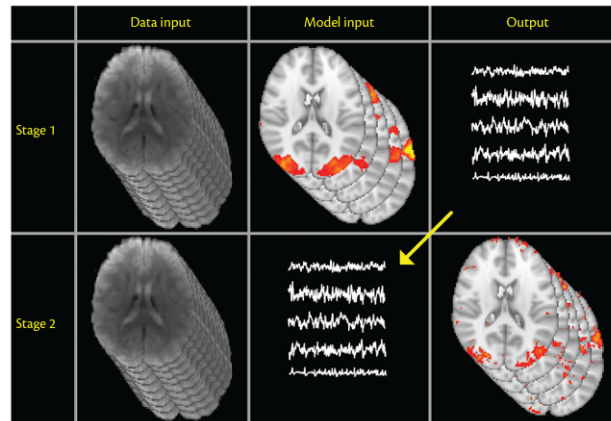 Data input
Model input
Output
Stage 1
Stage 2